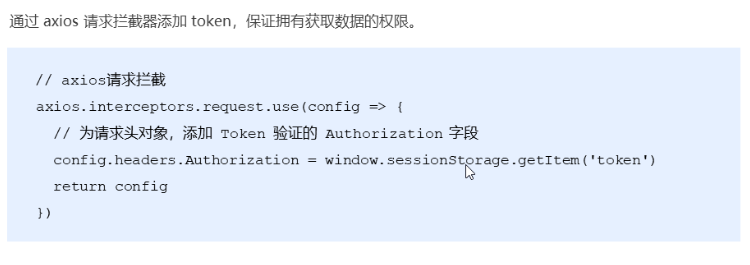 通过 axios 请求拦截器添加 token，保证拥有获取数据的权限。
// axios请求拦截
axios.interceptors.request.use(config => {
// 为请求头对象，添加 Token 验证的 Authorization 字段
config.headers.Authorization = window.sessionStorage.getItem('token')
return config
})